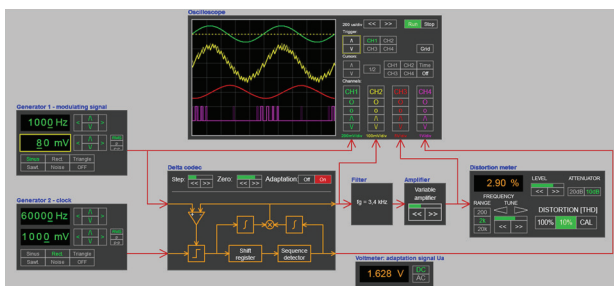 Oscilloscope
200 us/div << >> Run Stop
Trigger
Λ CH1 CH2
V CH3 CH4 Grid
Cursors
Λ 1/2 CH1 CH2 Time
V CH3 CH4 Off
Channels
CH1 CH2 CH3 CH4
200mV/div 100mV/div
Generator 1 - modulating signal
1000 Hz
80 mV
< Λ V >
Sinus Rect. Triangle
Sawt Noise OFF
Generator 2 - clock
60000 Hz
1000 mV
< Λ V >
Sinus Rect. Triangle
Sawt Noise OFF
Delta codec
Step: << >> Zero: << >> Adaptation: Off On
Shift register
Sequence detector
Filter
fg = 3,4 kHz
Amplifier
Variable amplifier
<< >>
Voltmeter: adaptation signal Ua
1.628 V DC
AC
Distortion meter
2.90 % LEVEL ATTENUATOR
<< >> 20dB 10dB
FREQUENCY
RANGE TUNE
200
2k
20k << >>
DISTORTION [THD]
100% 10% CAL